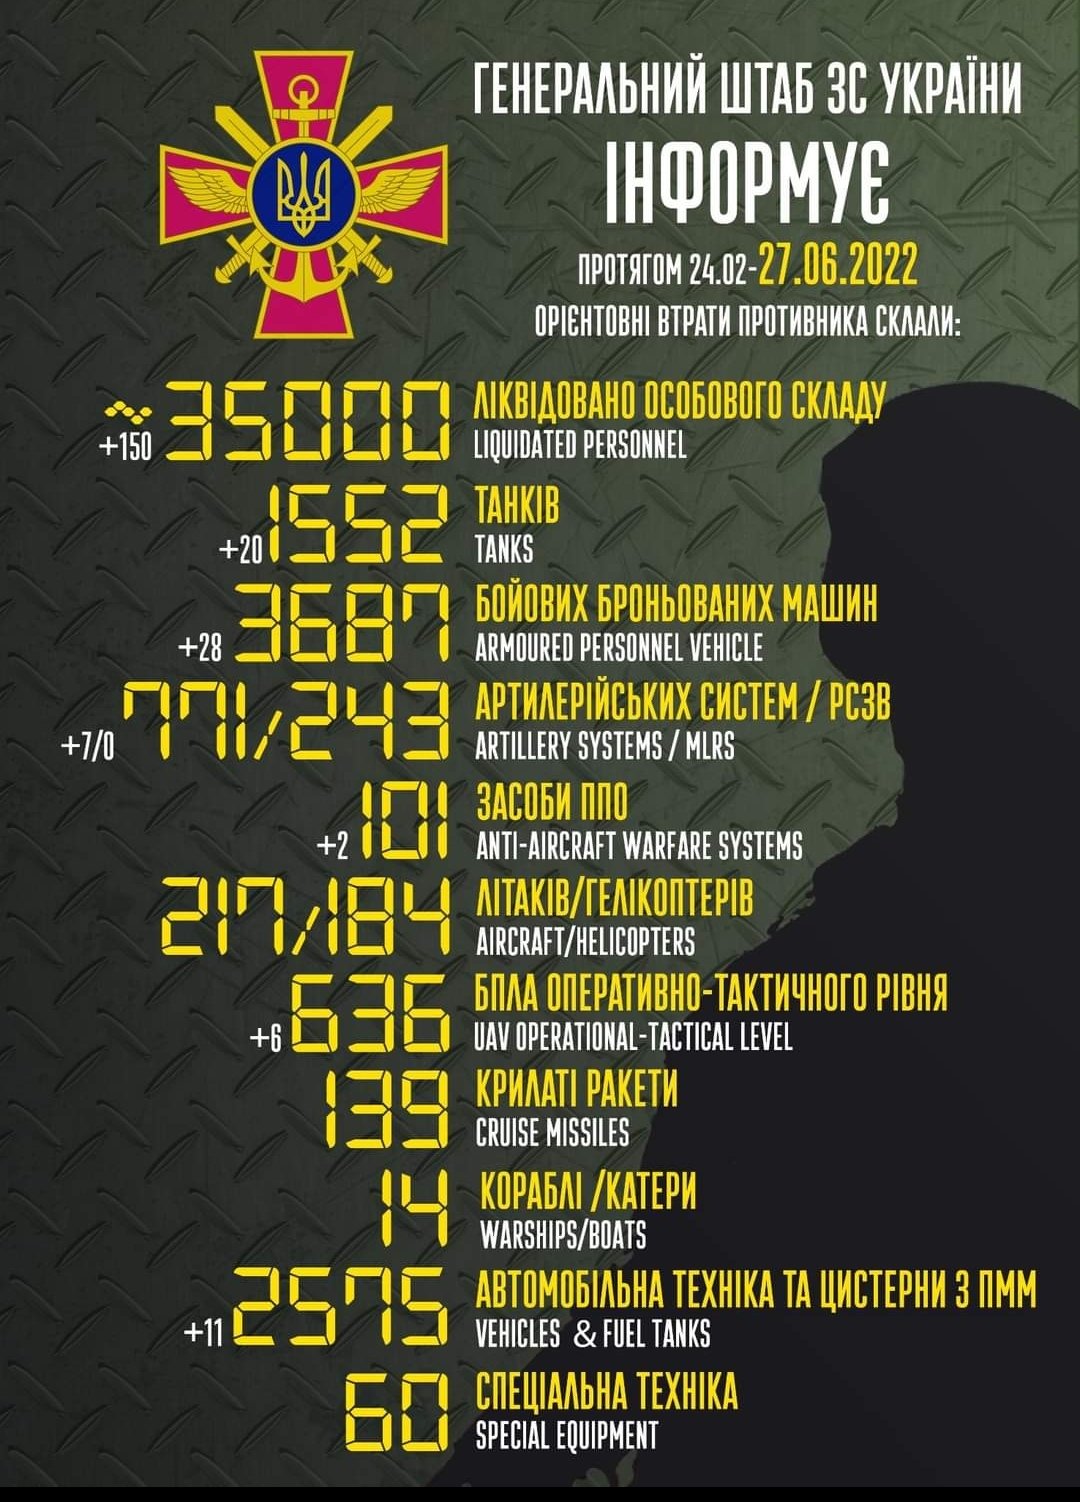 ГЕНЕРАЛЬНИЙ ШТАБ ЗС УКРАЇНИ
ІНФОРМУЄ
ПРОТЯГОМ 24.02-27.06.2022
ОРІЄНТОВНІ ВТРАТИ ПРОТИВНИКА СКЛАЛИ:
+150 ~35000 ЛІКВІДОВАНО ОСОБОВОГО СКЛАДУ
LIQUIDATED PERSONNEL
+20 1552 ТАНКІВ
TANKS
+28 3687 БОЙОВИХ БРОНЬОВАНИХ МАШИН
ARMOURED PERSONNEL VEHICLE
+7/0 771/243 АРТИЛЕРІЙСЬКИХ СИСТЕМ / РСЗВ
ARTILLERY SYSTEMS / MLRS
+2 101 ЗАСОБИ ППО
ANTI-AIRCRAFT WARFARE SYSTEMS
217/184 ЛІТАКІВ/ГЕЛІКОПТЕРІВ
AIRCRAFT/HELICOPTERS
+6 636 БПЛА ОПЕРАТИВНО-ТАКТИЧНОГО РІВНЯ
UAV OPERATIONAL-TACTICAL LEVEL
139 КРИЛАТІ РАКЕТИ
CRUISE MISSILES
14 КОРАБЛІ /КАТЕРИ
WARSHIPS/BOATS
+11 2575 АВТОМОБІЛЬНА ТЕХНІКА ТА ЦИСТЕРНИ З ПММ
VEHICLES & FUEL TANKS
60 СПЕЦІАЛЬНА ТЕХНІКА
SPECIAL EQUIPMENT